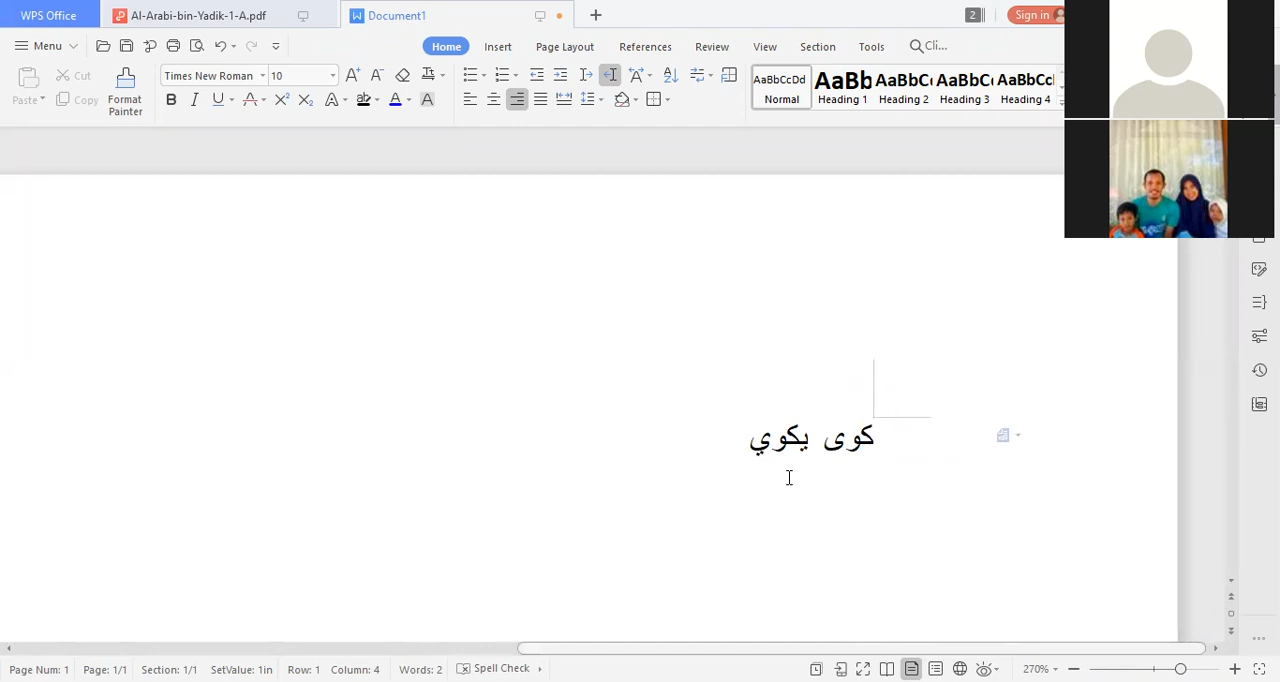 WPS Office
Al-Arabi-bin-Yadik-1-A.pdf
Document1
2
Sign in
Menu
Home
Insert
Page Layout
References
Review
View
Section
Tools
Cli...
Paste
Cut
Copy
Format Painter
Times New Roman
10
AaBbCcDd
Normal
AaBb
Heading 1
AaBbC
Heading 2
AaBbC
Heading 3
AaBbC
Heading 4
كوى يكوي
Page Num: 1
Page: 1/1
Section: 1/1
SetValue: 1in
Row: 1
Column: 4
Words: 2
Spell Check
270%